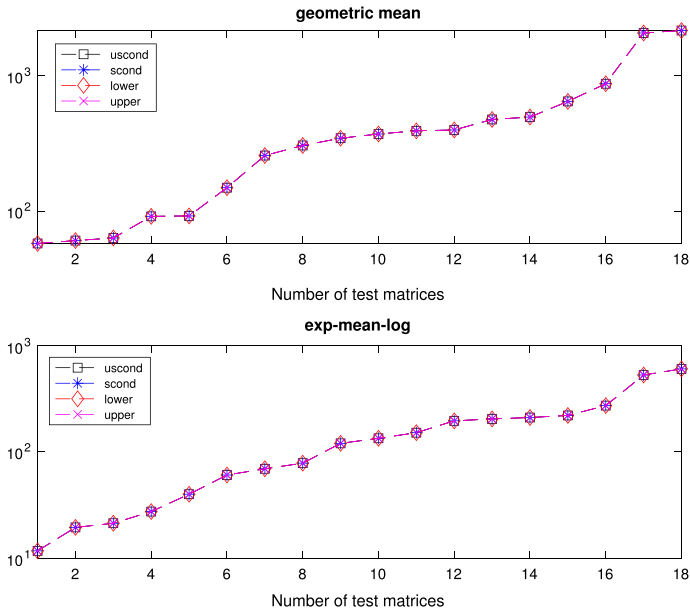 geometric mean
uscond
scond
lower
upper
10^3
10^2
2 4 6 8 10 12 14 16 18
Number of test matrices
exp-mean-log
10^3
uscond
scond
lower
upper
10^2
10^1
2 4 6 8 10 12 14 16 18
Number of test matrices